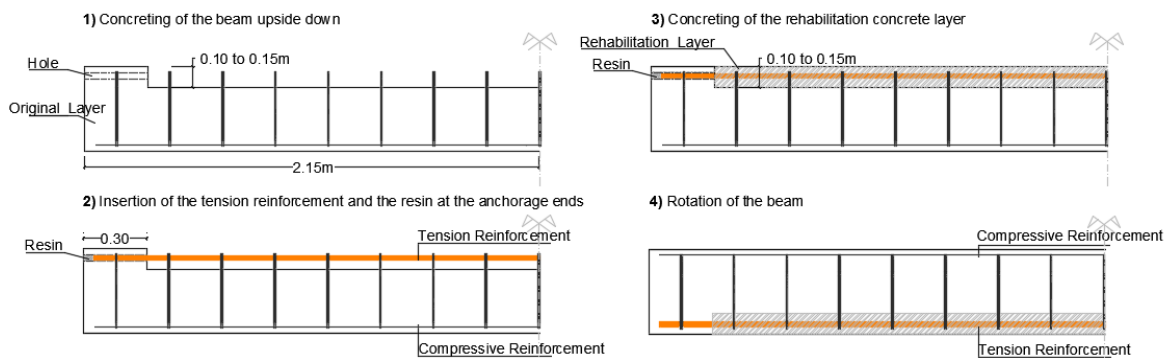 1) Concreting of the beam upside down
Hole
0.10 to 0.15m
Original Layer
2.15m
2) Insertion of the tension reinforcement and the resin at the anchorage ends
0.30
Resin
Tension Reinforcement
Compressive Reinforcement
3) Concreting of the rehabilitation concrete layer
Rehabilitation Layer
Resin
0.10 to 0.15m
4) Rotation of the beam
Compressive Reinforcement
Tension Reinforcement